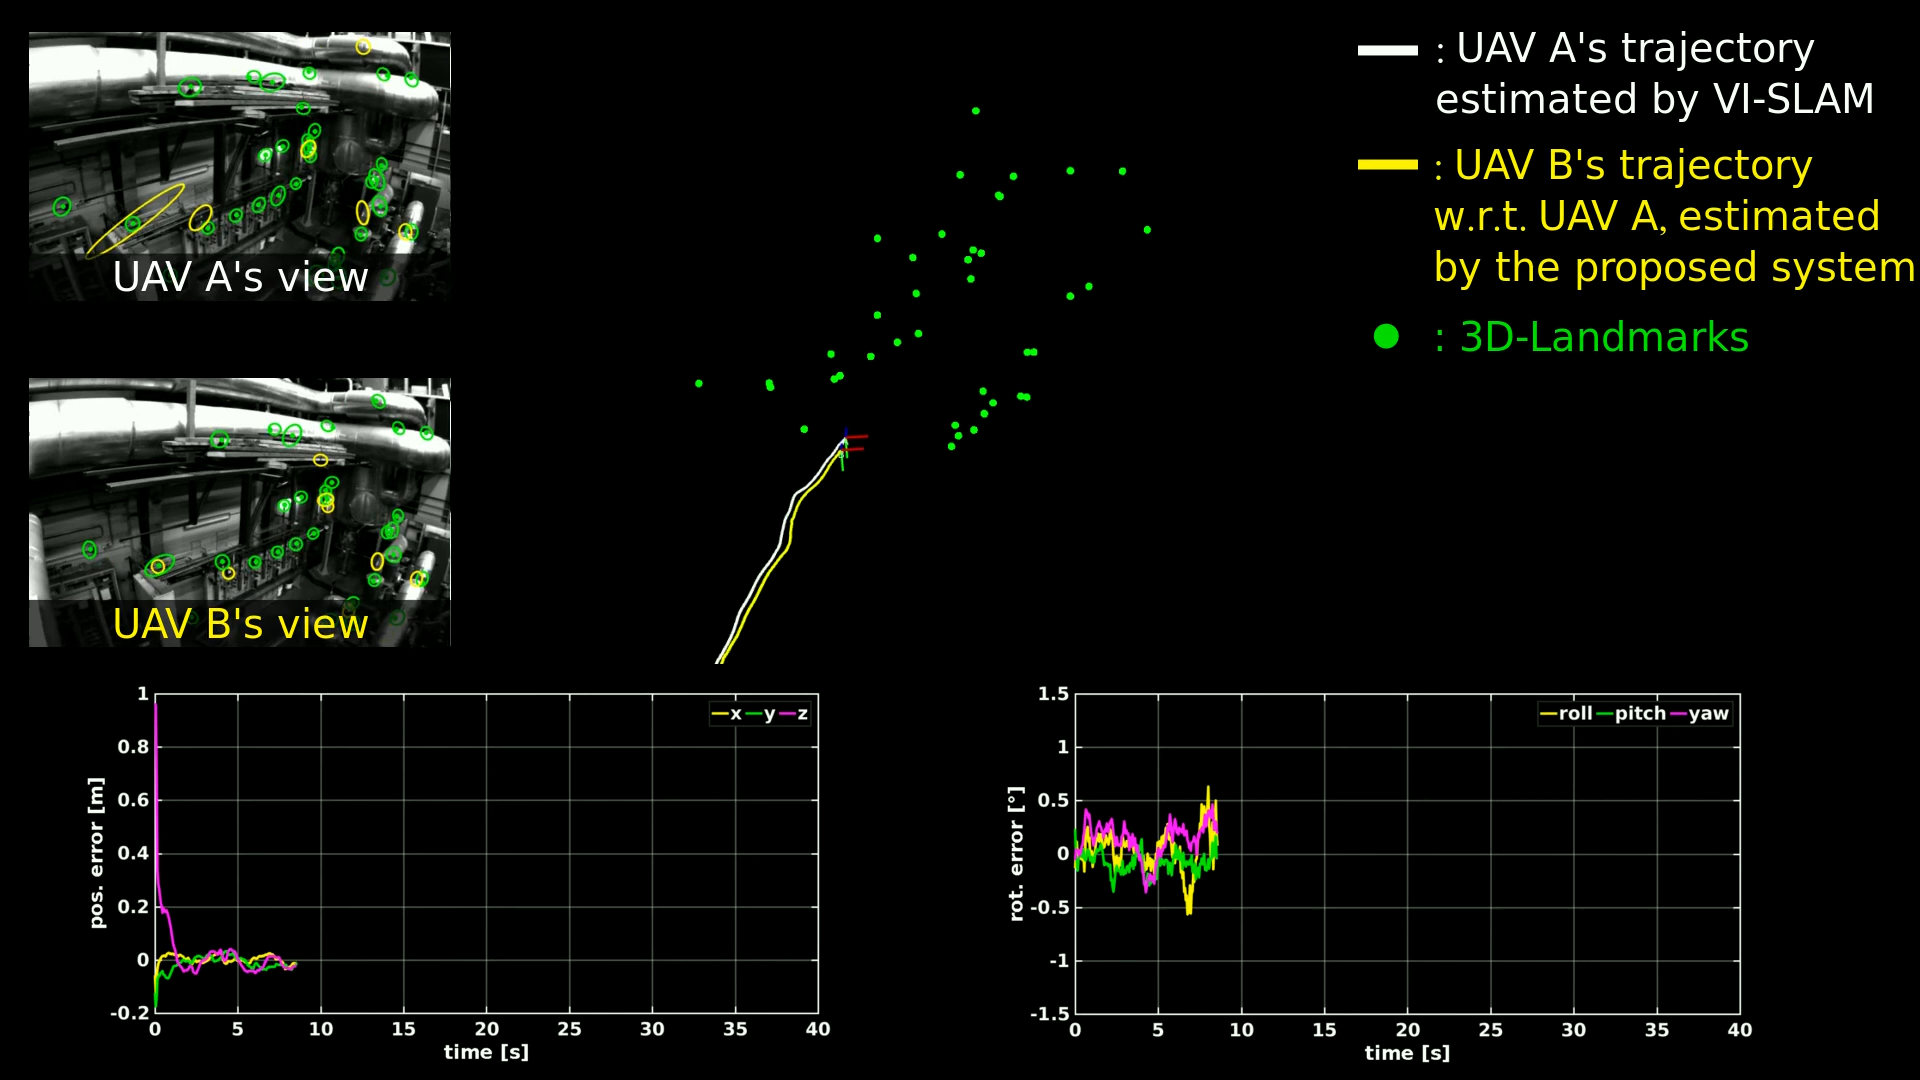 : UAV A's trajectory
estimated by VI-SLAM
: UAV B's trajectory
w.r.t. UAV A, estimated
by the proposed system
: 3D-Landmarks
UAV A's view
UAV B's view
1
0.8
0.6
0.4
0.2
0
-0.2
pos. error [m]
x y z
0 5 10 15 20 25 30 35 40
time [s]
1.5
1
0.5
0
-0.5
-1
-1.5
rot. error [°]
roll pitch yaw
0 5 10 15 20 25 30 35 40
time [s]